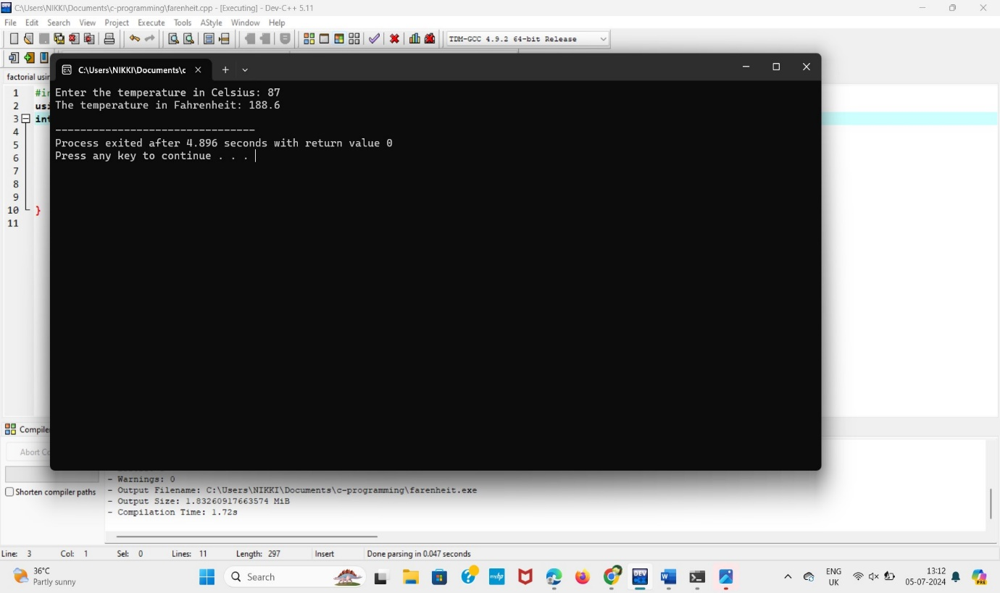 C:\Users\NIKKI\Documents\c-programming\farenheit.cpp - [Executing] - Dev-C++ 5.11
File Edit Search View Project Execute Tools AStyle Window Help
TDM-GCC 4.9.2 64-bit Release
C:\Users\NIKKI\Documents\c
factorial usin
Enter the temperature in Celsius: 87
The temperature in Fahrenheit: 188.6
--------------------------------
Process exited after 4.896 seconds with return value 0
Press any key to continue . . .
1 #in
2 usi
3 int
4
5
6
7
8
9
10 }
11
Compile
Abort Co
Shorten compiler paths
- Warnings: 0
- Output Filename: C:\Users\NIKKI\Documents\c-programming\farenheit.exe
- Output Size: 1.83260917663574 MiB
- Compilation Time: 1.72s
Line: 3 Col: 1 Sel: 0 Lines: 11 Length: 297 Insert Done parsing in 0.047 seconds
36°C
Partly sunny
Search
myhp
DEV
W
ENG
UK
13:12
05-07-2024
PRE